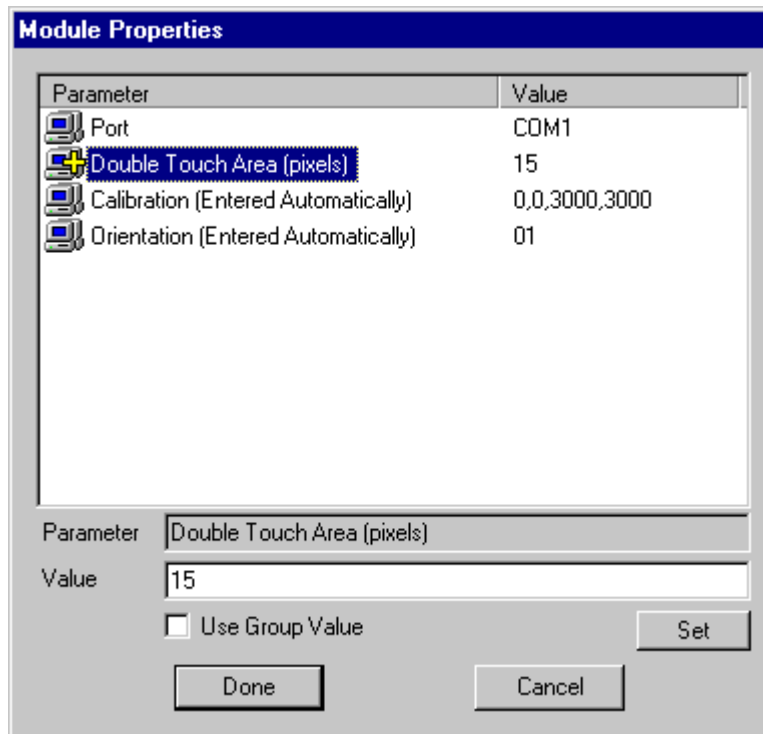 Module Properties
Parameter Value
Port COM1
Double Touch Area (pixels) 15
Calibration (Entered Automatically) 0,0,3000,3000
Orientation (Entered Automatically) 01
Parameter Double Touch Area (pixels)
Value 15
Use Group Value Set
Done Cancel